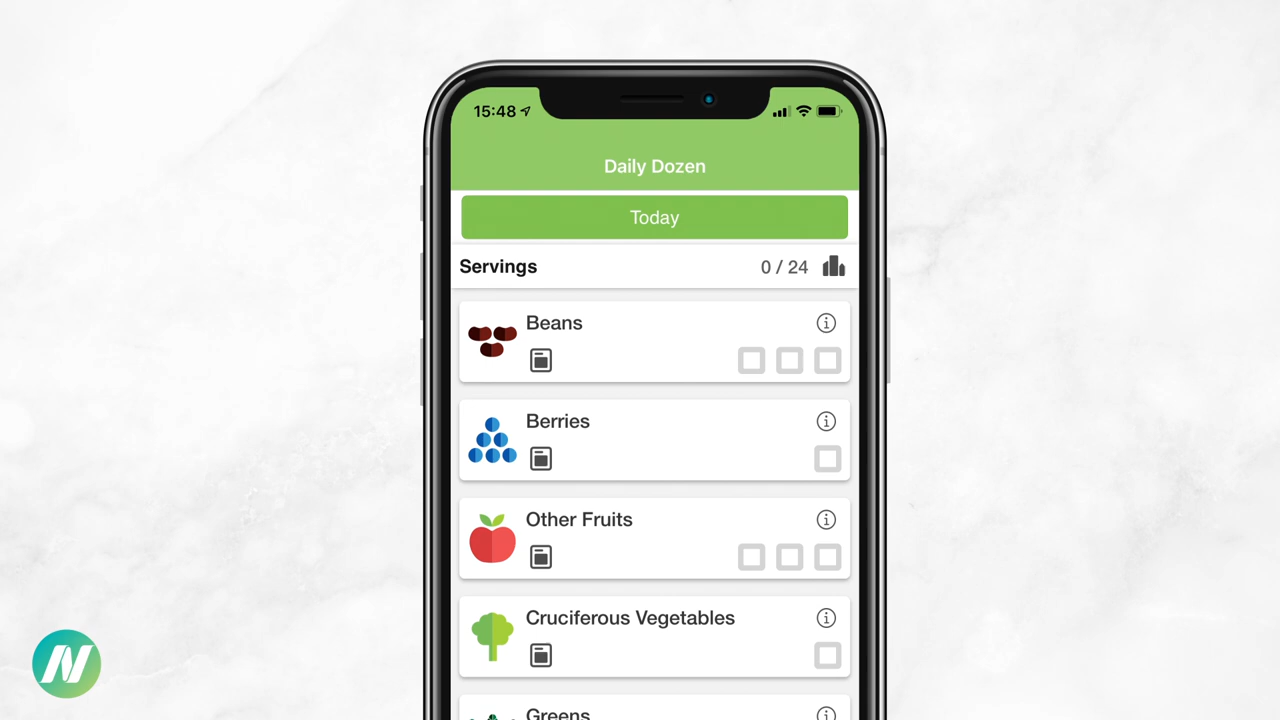 15:48
Daily Dozen
Today
Servings 0 / 24
Beans
Berries
Other Fruits
Cruciferous Vegetables
Greens